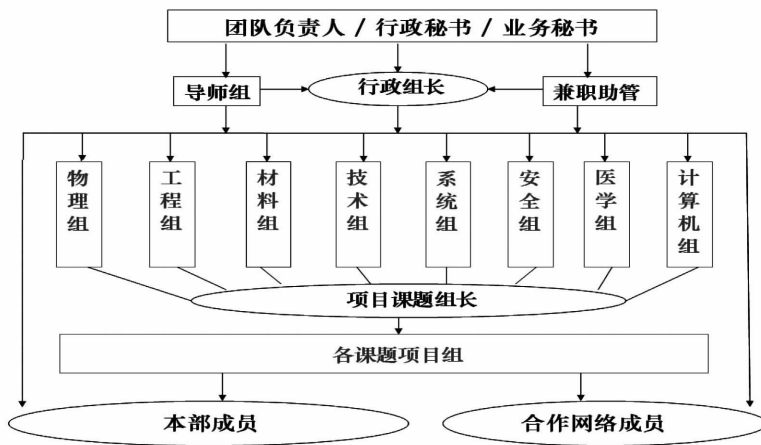 团队负责人 / 行政秘书 / 业务秘书
导师组
行政组长
兼职助管
物理组
工程组
材料组
技术组
系统组
安全组
医学组
计算机组
项目课题组长
各课题项目组
本部成员
合作网络成员